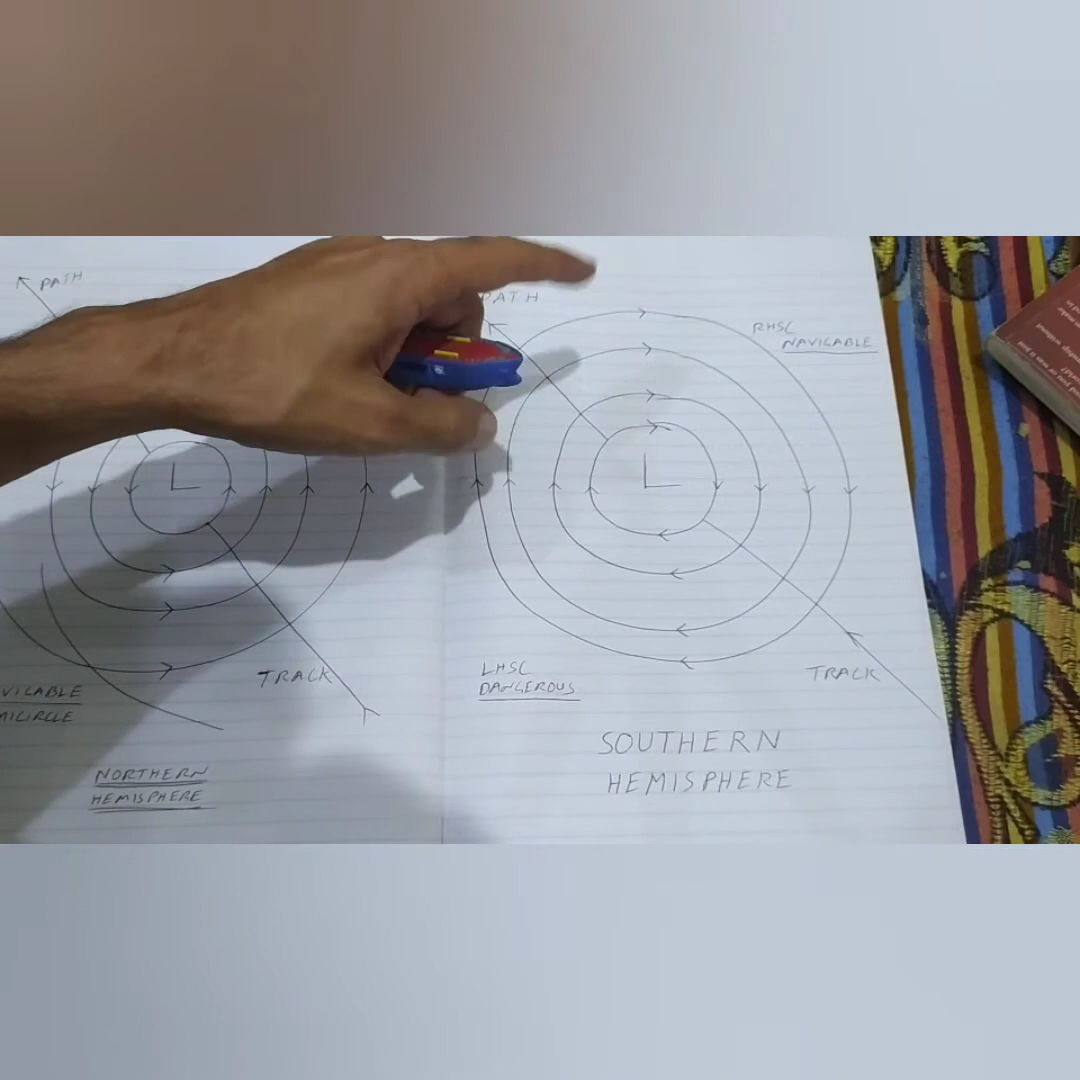 PATH
L
TRACK
VIGABLE
MICIRCLE
NORTHERN
HEMISPHERE
PATH
RHSC
NAVIGABLE
L
LHSC
DANGEROUS
TRACK
SOUTHERN
HEMISPHERE